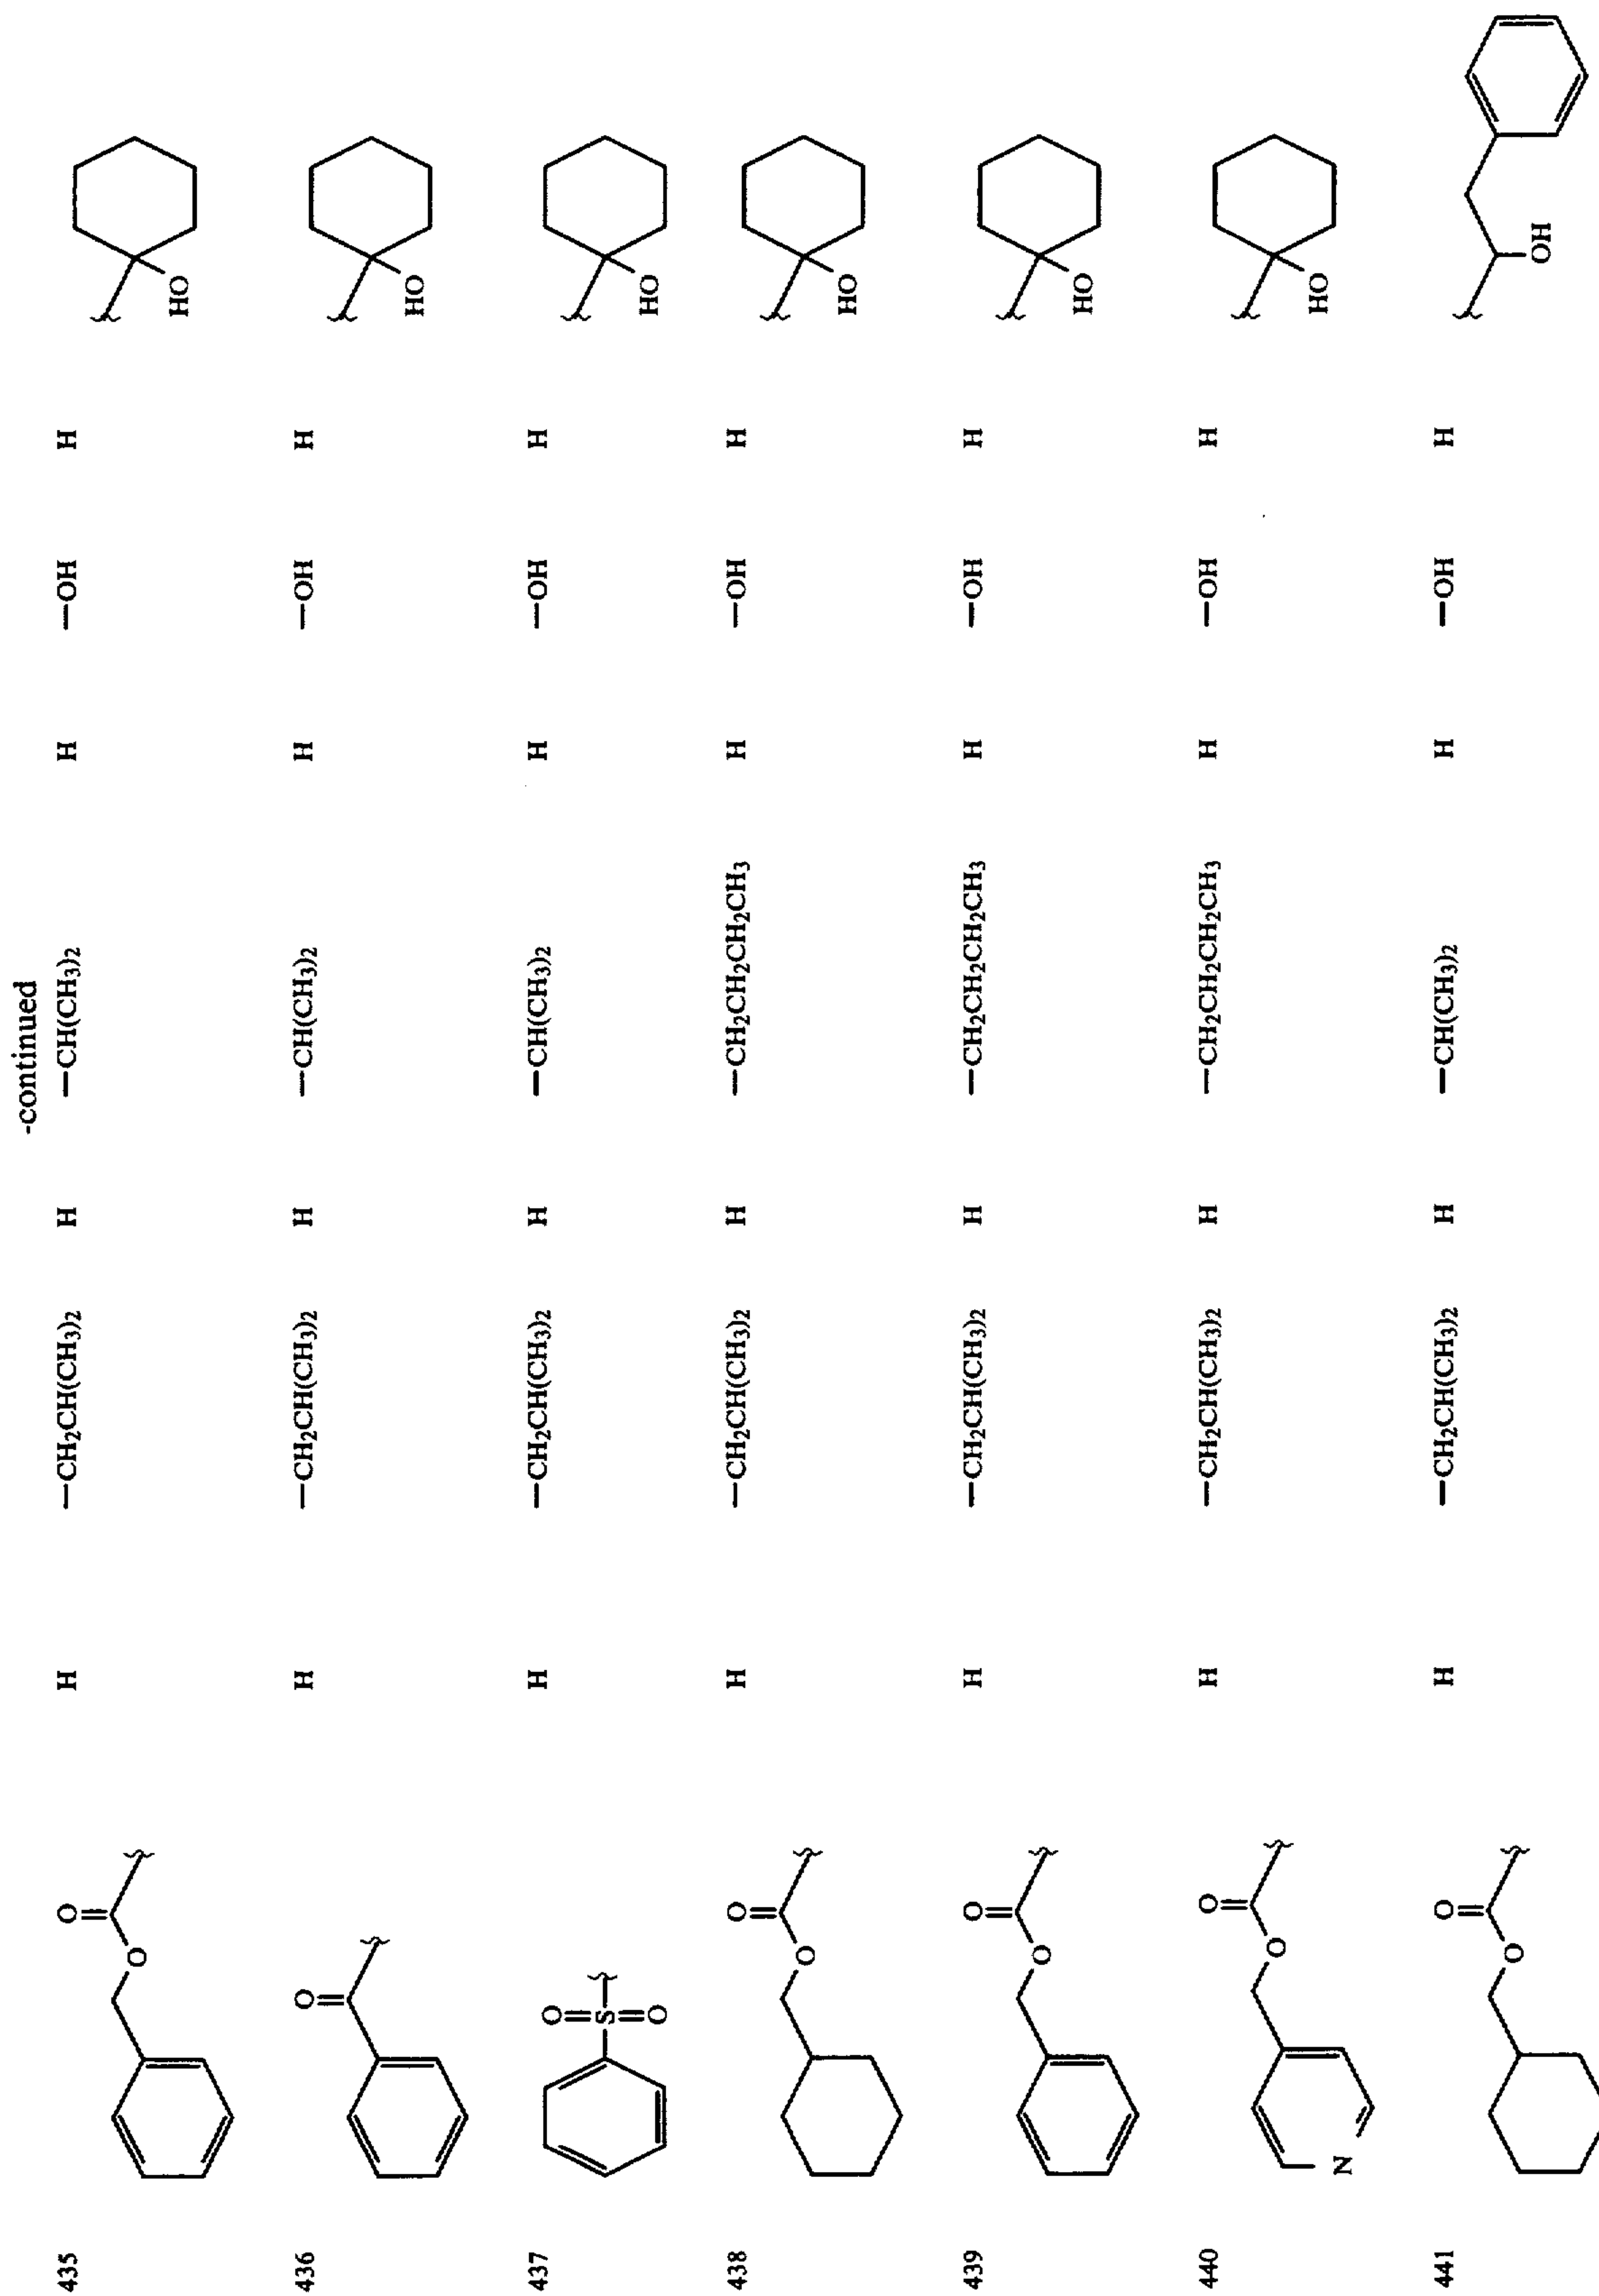 -continued
435 O O H —CH₂CH(CH₃)₂ H —CH(CH₃)₂ H —OH H HO
436 O H —CH₂CH(CH₃)₂ H —CH(CH₃)₂ H —OH H HO
437 O S O H —CH₂CH(CH₃)₂ H —CH(CH₃)₂ H —OH H HO
438 O O H —CH₂CH(CH₃)₂ H —CH₂CH₂CH₂CH₃ H —OH H HO
439 O O H —CH₂CH(CH₃)₂ H —CH₂CH₂CH₂CH₃ H —OH H HO
440 N O O H —CH₂CH(CH₃)₂ H —CH₂CH₂CH₂CH₃ H —OH H HO
441 O O H —CH₂CH(CH₃)₂ H —CH(CH₃)₂ H —OH H OH